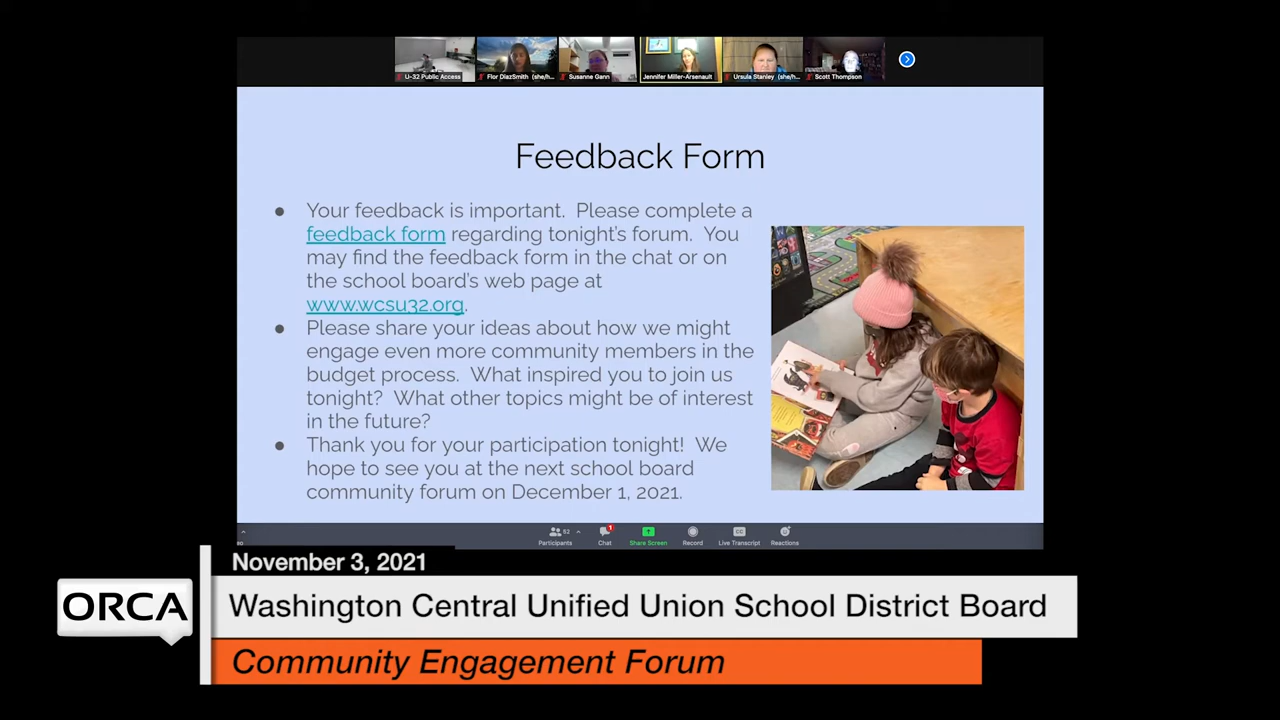 U-32 Public Access
Flor DiazSmith (she/h...
Susanne Gann
Jennifer Miller-Arsenault
Ursula Stanley (she/h...
Scott Thompson
Feedback Form
● Your feedback is important. Please complete a
feedback form regarding tonight's forum. You
may find the feedback form in the chat or on
the school board's web page at
www.wcsu32.org.
● Please share your ideas about how we might
engage even more community members in the
budget process. What inspired you to join us
tonight? What other topics might be of interest
in the future?
● Thank you for your participation tonight! We
hope to see you at the next school board
community forum on December 1, 2021.
52
1
CC
eo
Participants
Chat
Share Screen
Record
Live Transcript
Reactions
November 3, 2021
ORCA
Washington Central Unified Union School District Board
Community Engagement Forum